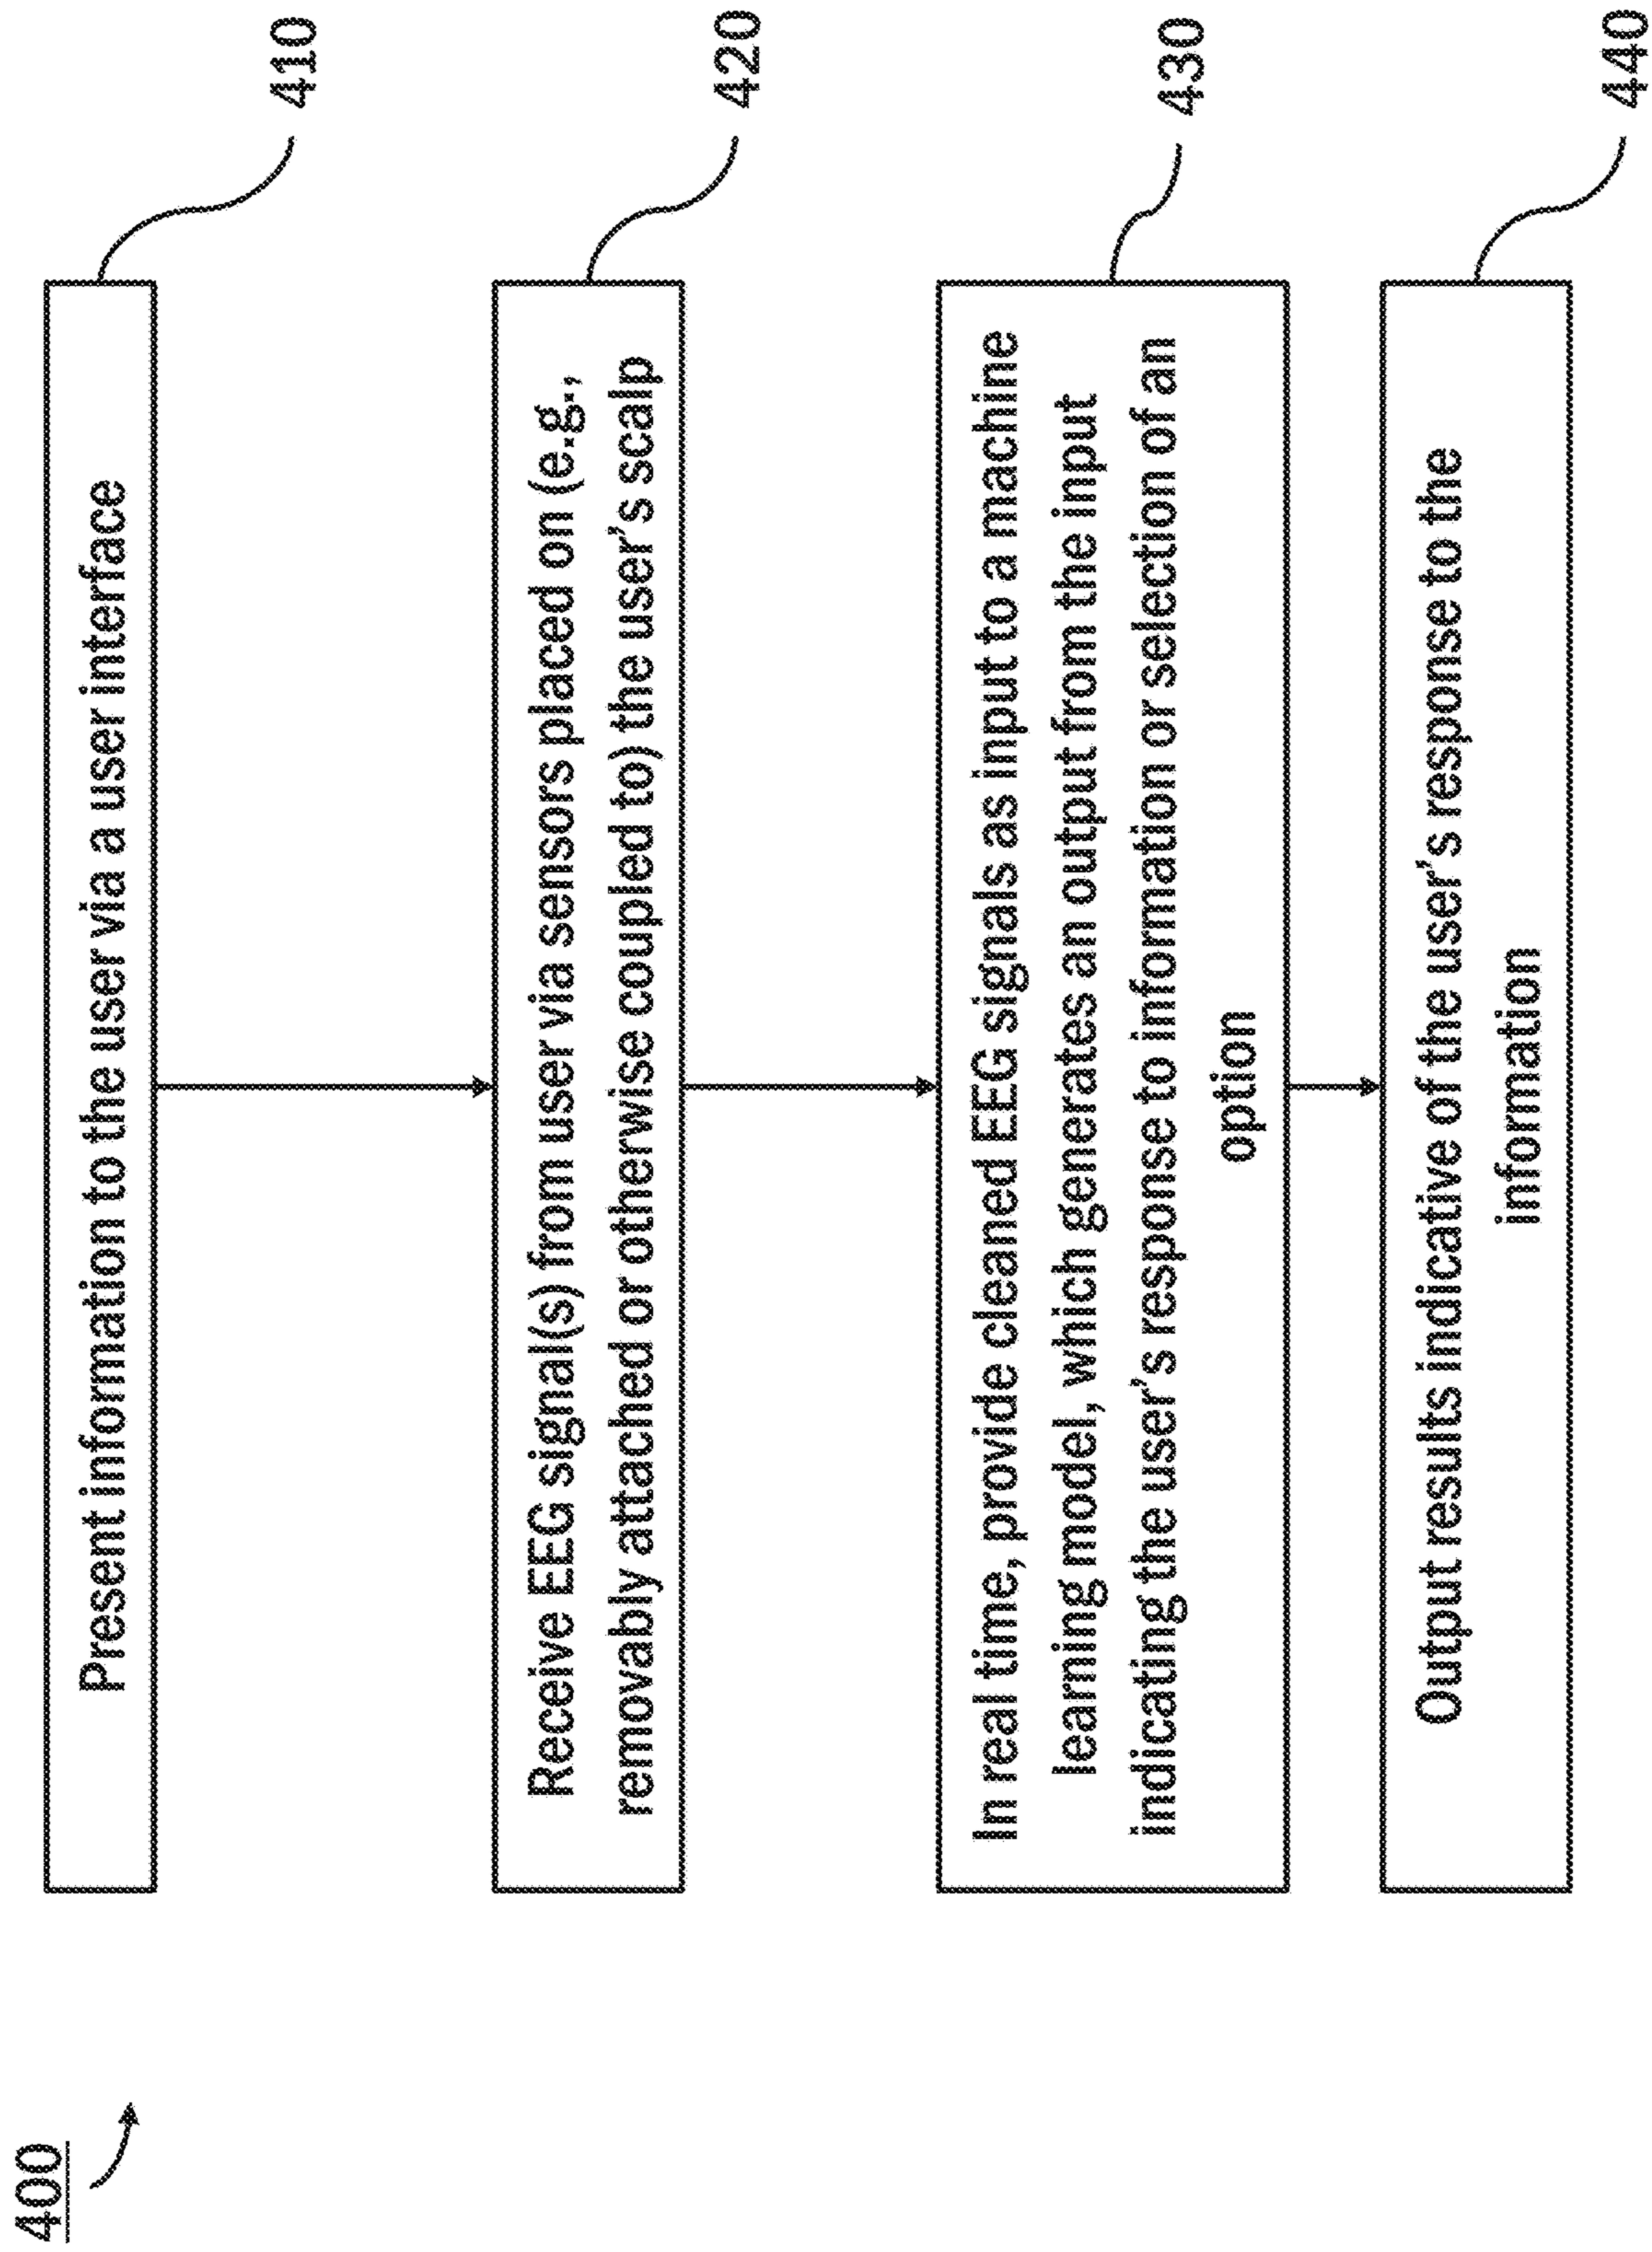 400
Present information to the user via a user interface
410
Receive EEG signal(s) from user via sensors placed on (e.g.,
removably attached or otherwise coupled to) the user's scalp
420
In real time, provide cleaned EEG signals as input to a machine
learning model, which generates an output from the input
indicating the user's response to information or selection of an
option
430
Output results indicative of the user's response to the
information
440